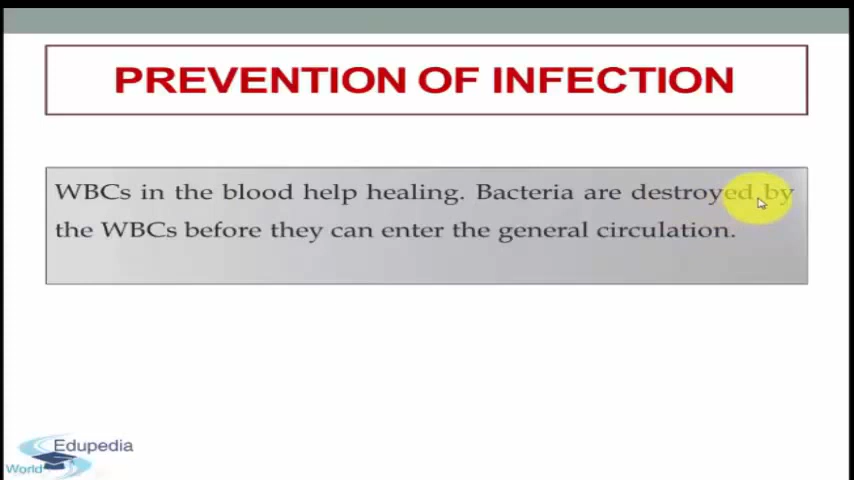 PREVENTION OF INFECTION
WBCs in the blood help healing. Bacteria are destroyed by
the WBCs before they can enter the general circulation.
Edupedia
World